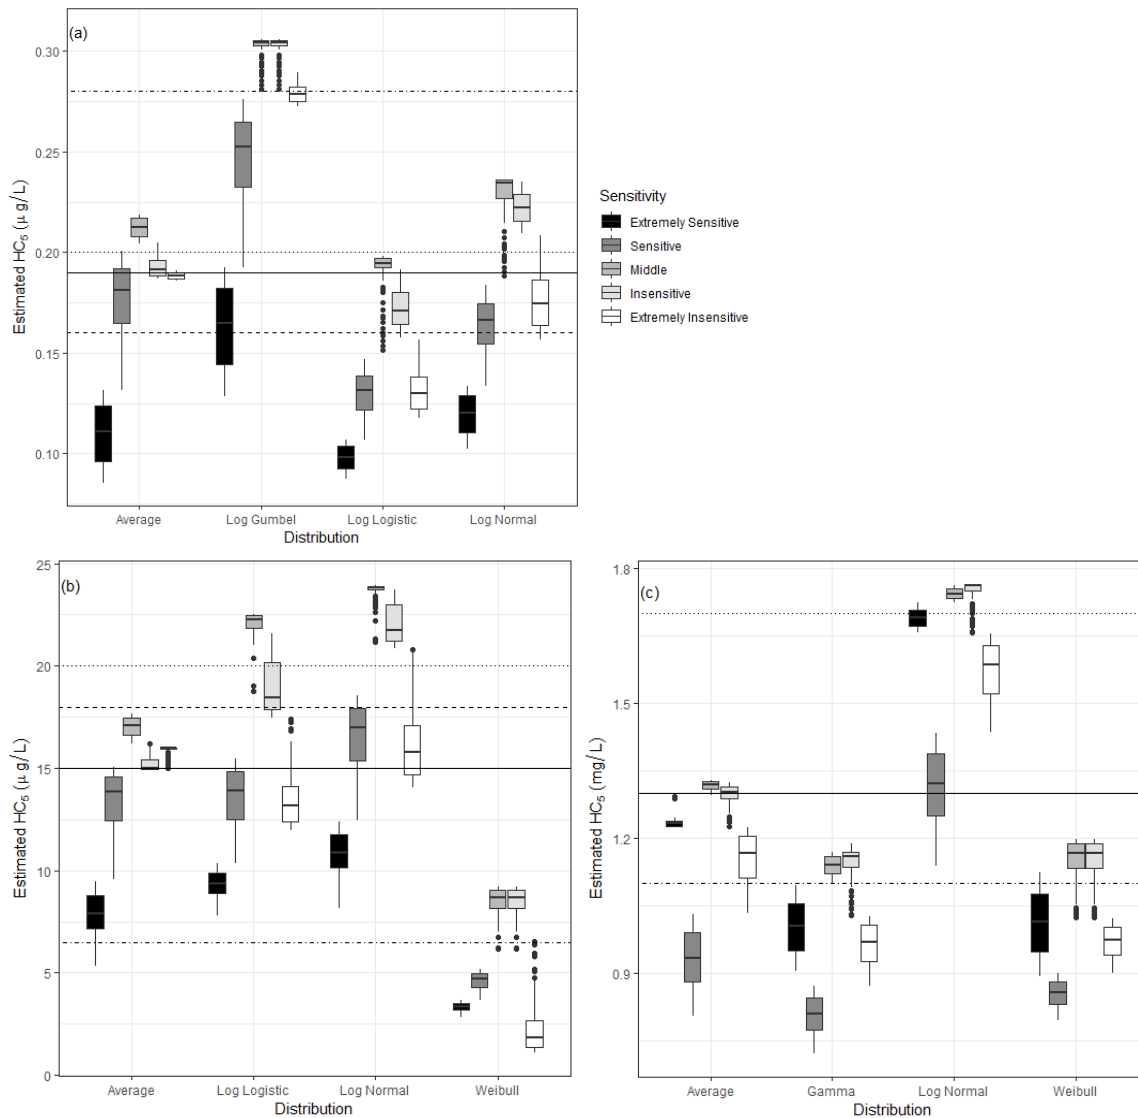 (a)
Estimated HC5 (μ g/L)
0.30
0.25
0.20
0.15
0.10
Average
Log Gumbel
Log Logistic
Log Normal
Distribution
Sensitivity
Extremely Sensitive
Sensitive
Middle
Insensitive
Extremely Insensitive
(b)
Estimated HC5 (μ g/L)
25
20
15
10
5
0
Average
Log Logistic
Log Normal
Weibull
Distribution
(c)
Estimated HC5 (mg/L)
1.8
1.5
1.2
0.9
Average
Gamma
Log Normal
Weibull
Distribution